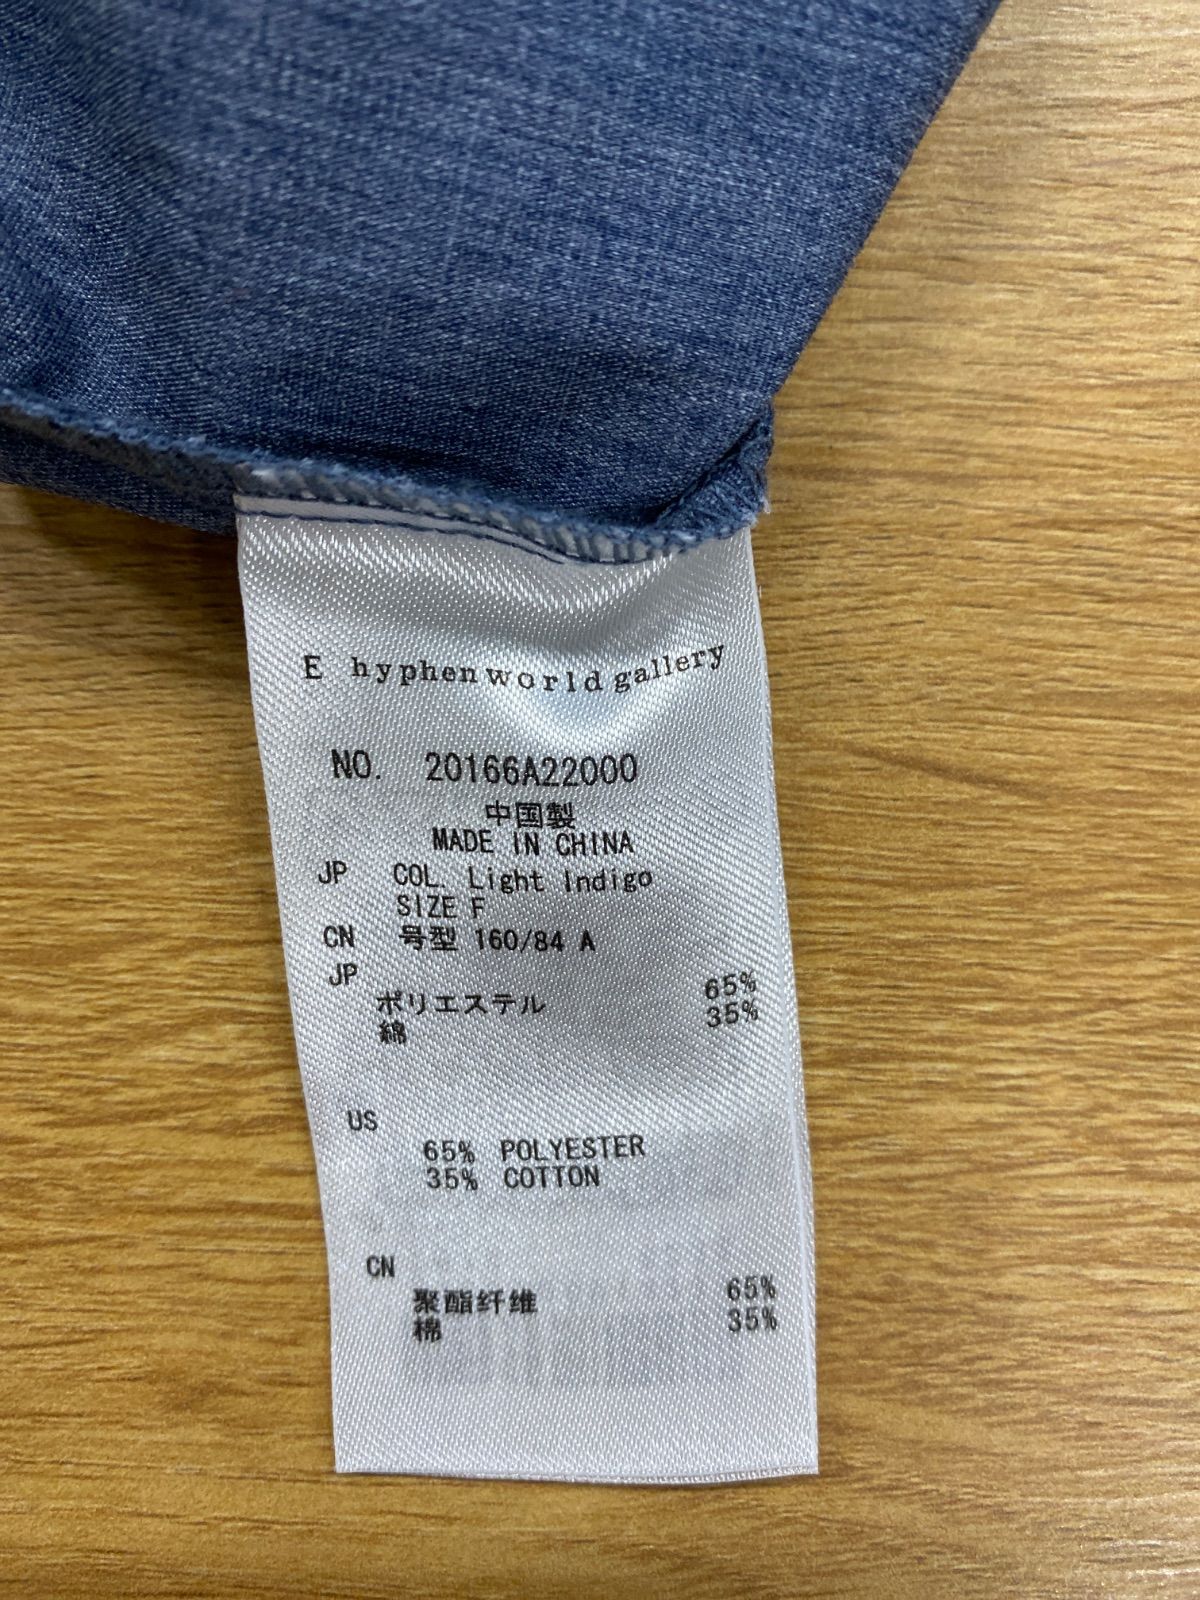 E hyphen world gallery
NO. 20166A22000
中国製
MADE IN CHINA
JP COL. Light Indigo
SIZE F
CN 号型 160/84 A
JP
ポリエステル 65%
綿 35%
US
65% POLYESTER
35% COTTON
CN
聚酯纤维 65%
棉 35%